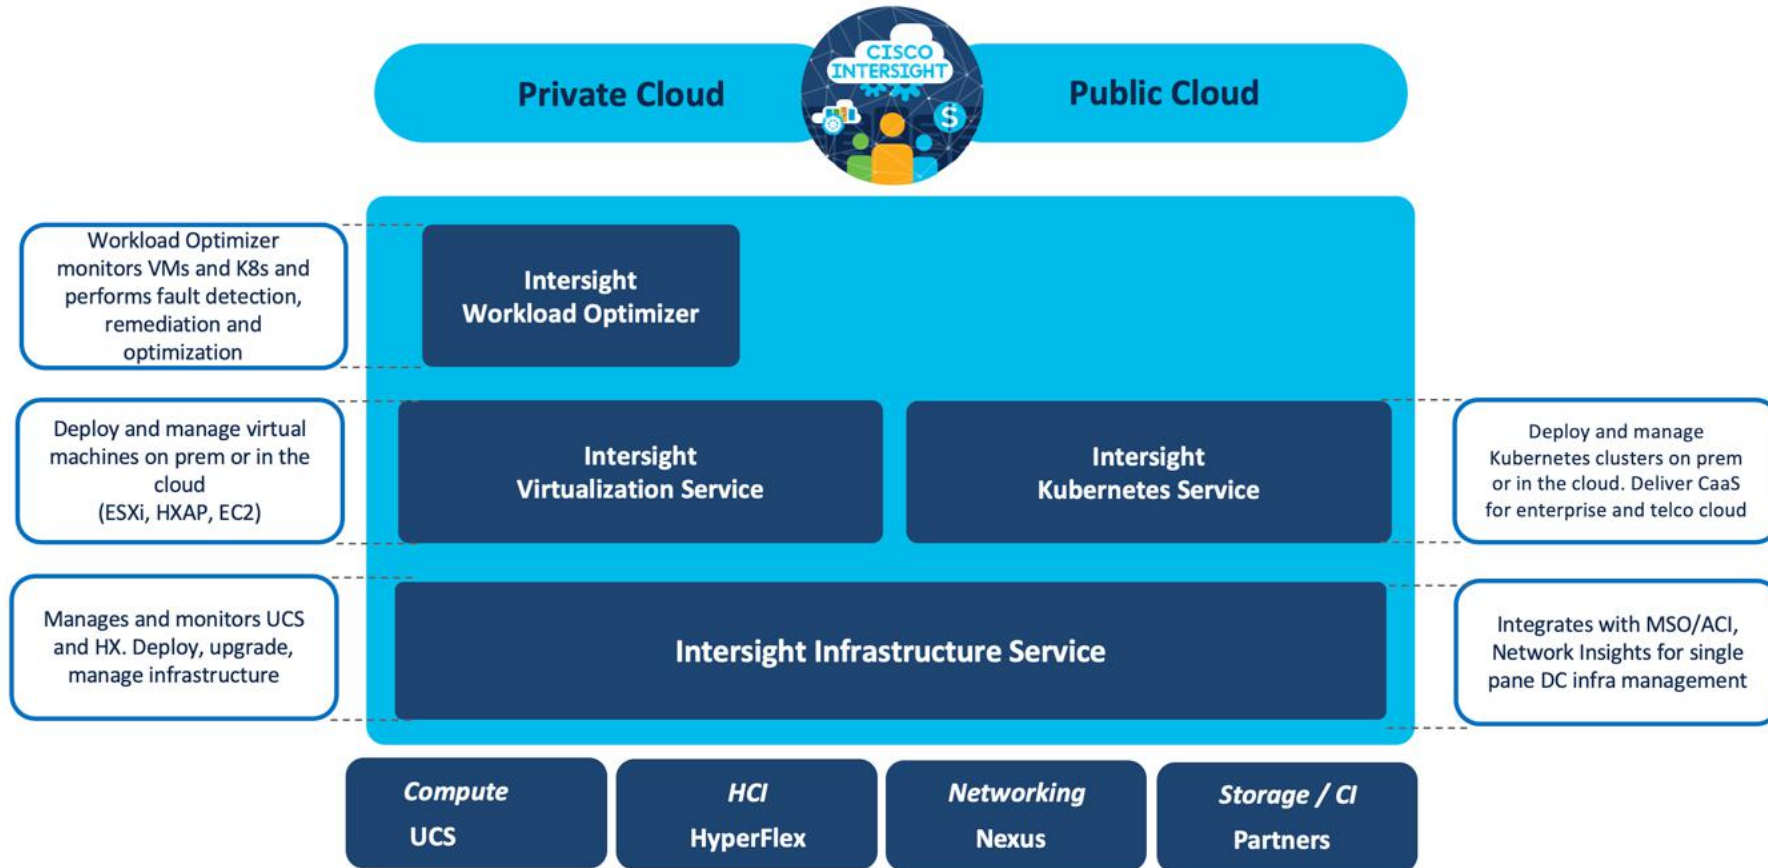 Private Cloud
CISCO
INTERSIGHT
$
Public Cloud
Workload Optimizer
monitors VMs and K8s and
performs fault detection,
remediation and
optimization
Intersight
Workload Optimizer
Deploy and manage virtual
machines on prem or in the
cloud
(ESXi, HXAP, EC2)
Intersight
Virtualization Service
Intersight
Kubernetes Service
Deploy and manage
Kubernetes clusters on prem
or in the cloud. Deliver CaaS
for enterprise and telco cloud
Manages and monitors UCS
and HX. Deploy, upgrade,
manage infrastructure
Intersight Infrastructure Service
Integrates with MSO/ACI,
Network Insights for single
pane DC infra management
Compute
UCS
HCI
HyperFlex
Networking
Nexus
Storage / CI
Partners